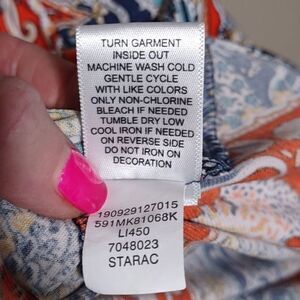 TURN GARMENT
INSIDE OUT
MACHINE WASH COLD
GENTLE CYCLE
WITH LIKE COLORS
ONLY NON-CHLORINE
BLEACH IF NEEDED
TUMBLE DRY LOW
COOL IRON IF NEEDED
ON REVERSE SIDE
DO NOT IRON ON
DECORATION
190929127015
591MK81068K
LI450
7048023
STARAC